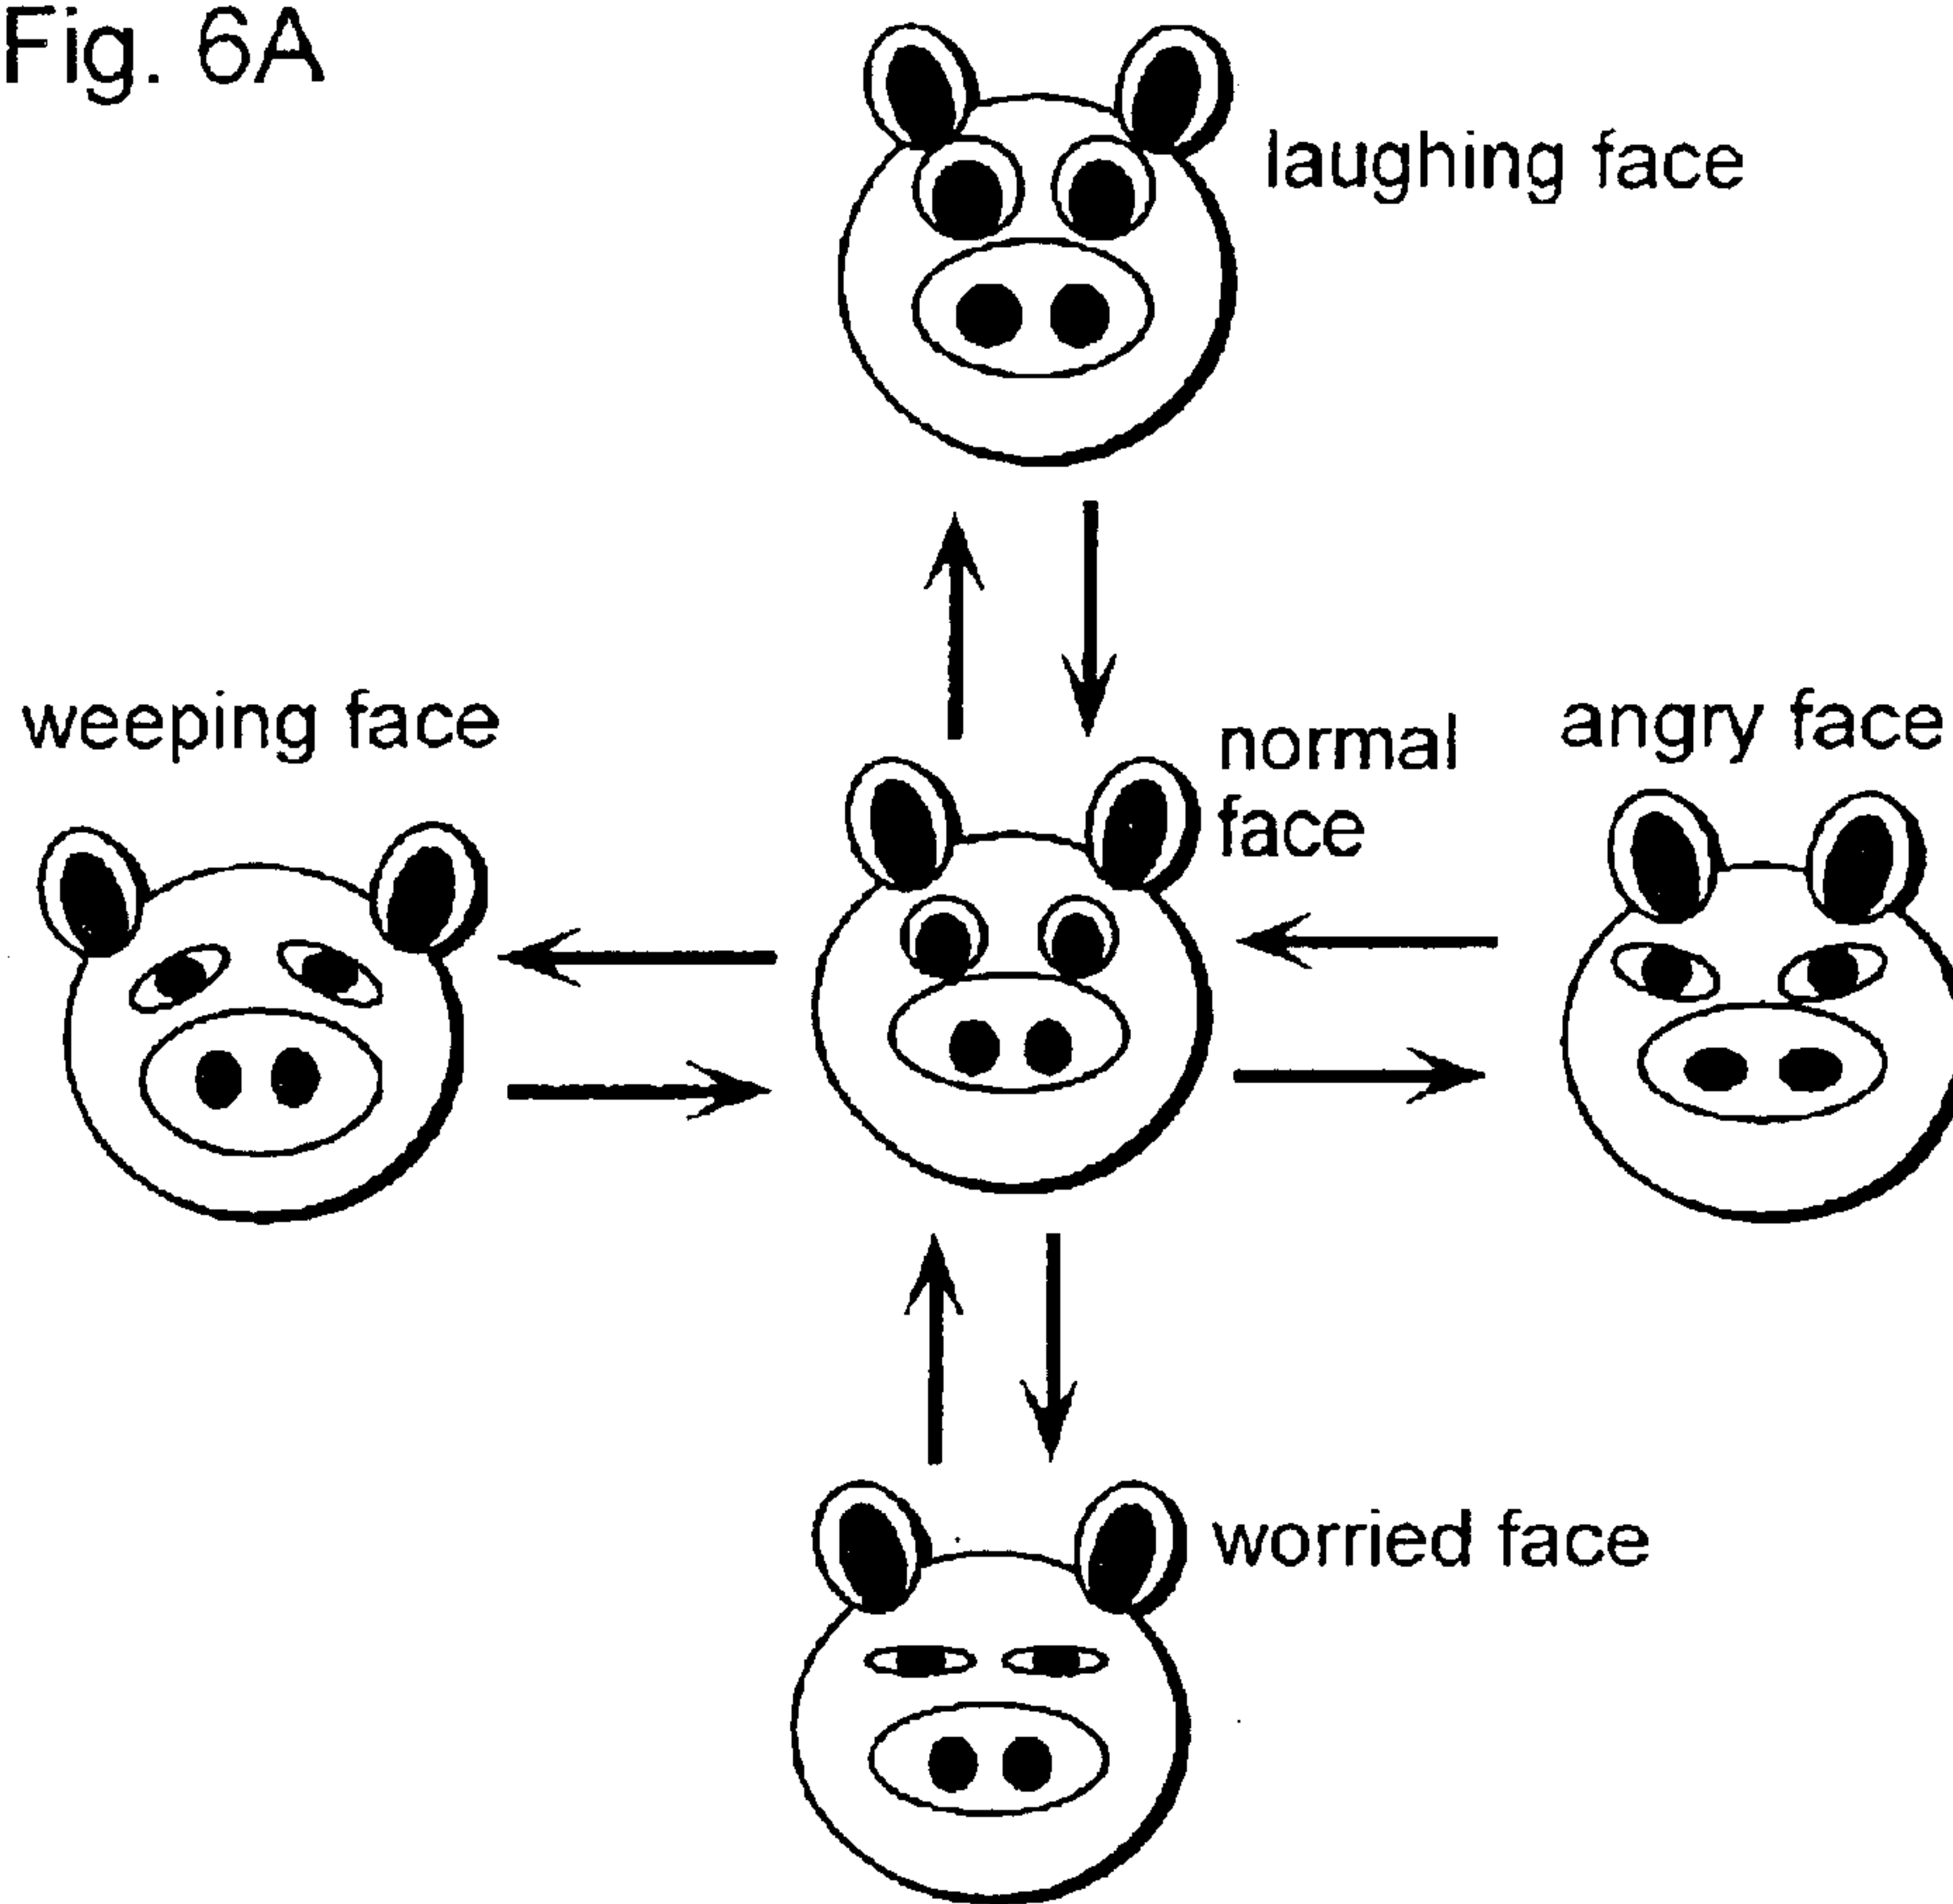 Fig. 6A
laughing face
weeping face
normal
face
angry face
worried face